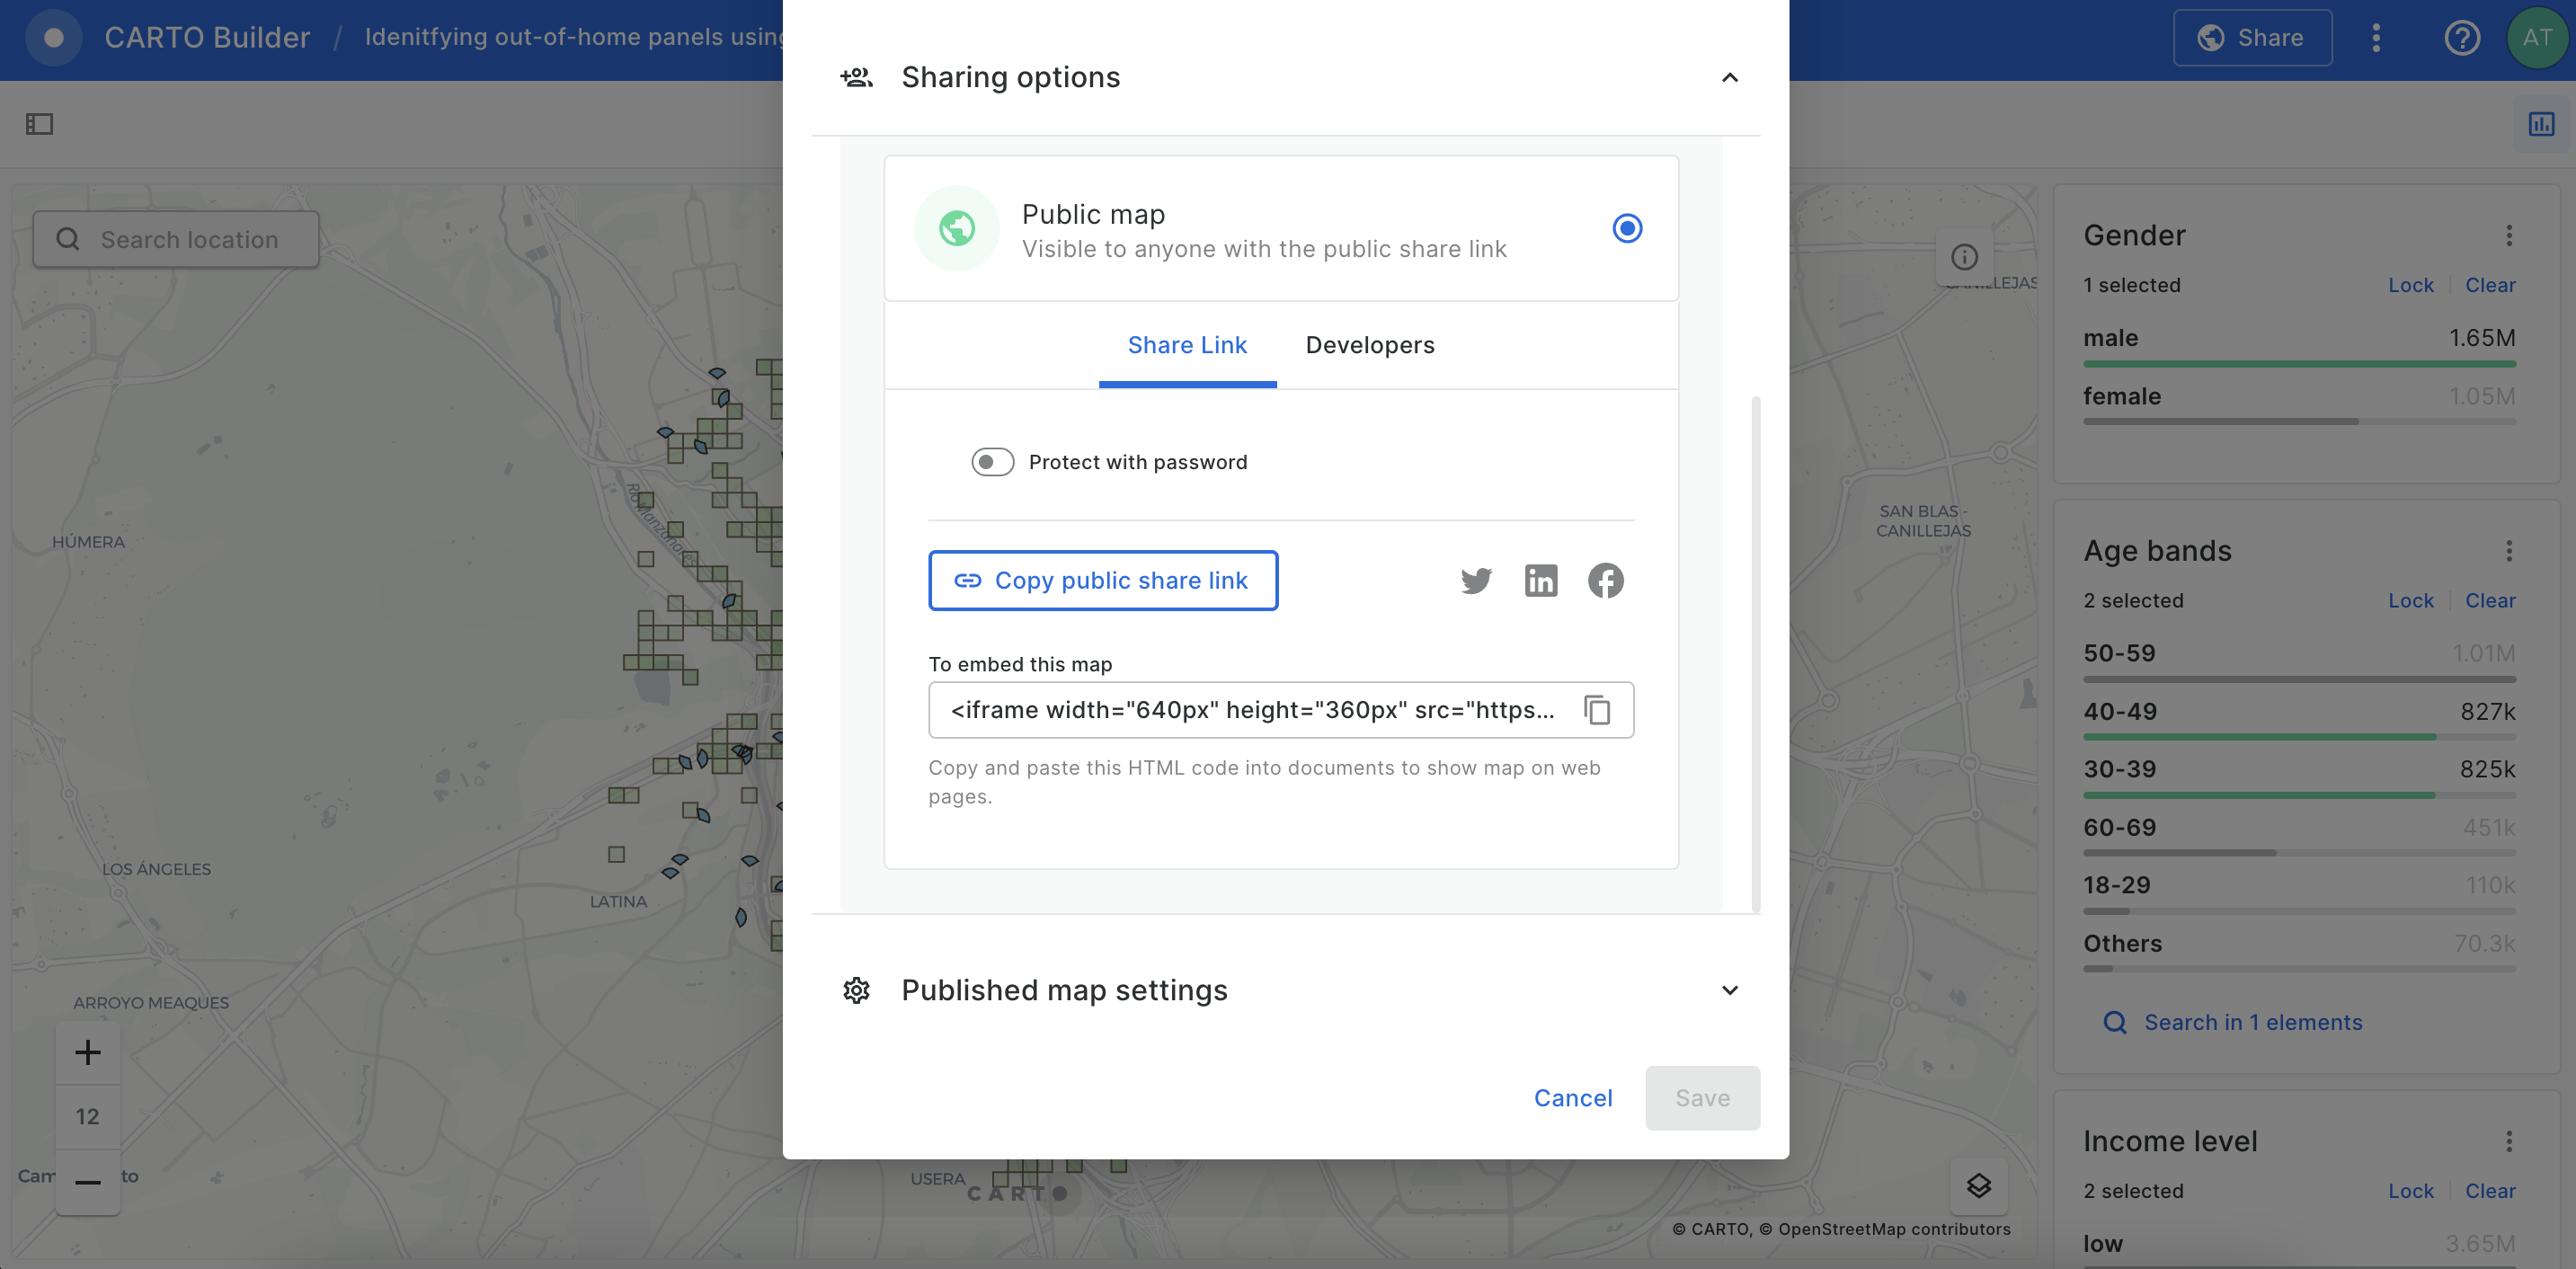 CARTO Builder / Idenitfying out-of-home panels using
Share
AT
Search location
HÚMERA
Río Manzanares
LOS ÁNGELES
LATINA
ARROYO MEAQUES
12
USERA
CARTO
SAN BLAS -
CANILLEJAS
© CARTO, © OpenStreetMap contributors
Sharing options
Public map
Visible to anyone with the public share link
Share Link
Developers
Protect with password
Copy public share link
To embed this map
<iframe width="640px" height="360px" src="https...
Copy and paste this HTML code into documents to show map on web
pages.
Published map settings
Cancel
Save
Gender
1 selected
Lock
Clear
male 1.65M
female 1.05M
Age bands
2 selected
Lock
Clear
50-59 1.01M
40-49 827k
30-39 825k
60-69 451k
18-29 110k
Others 70.3k
Search in 1 elements
Income level
2 selected
Lock
Clear
low 3.65M